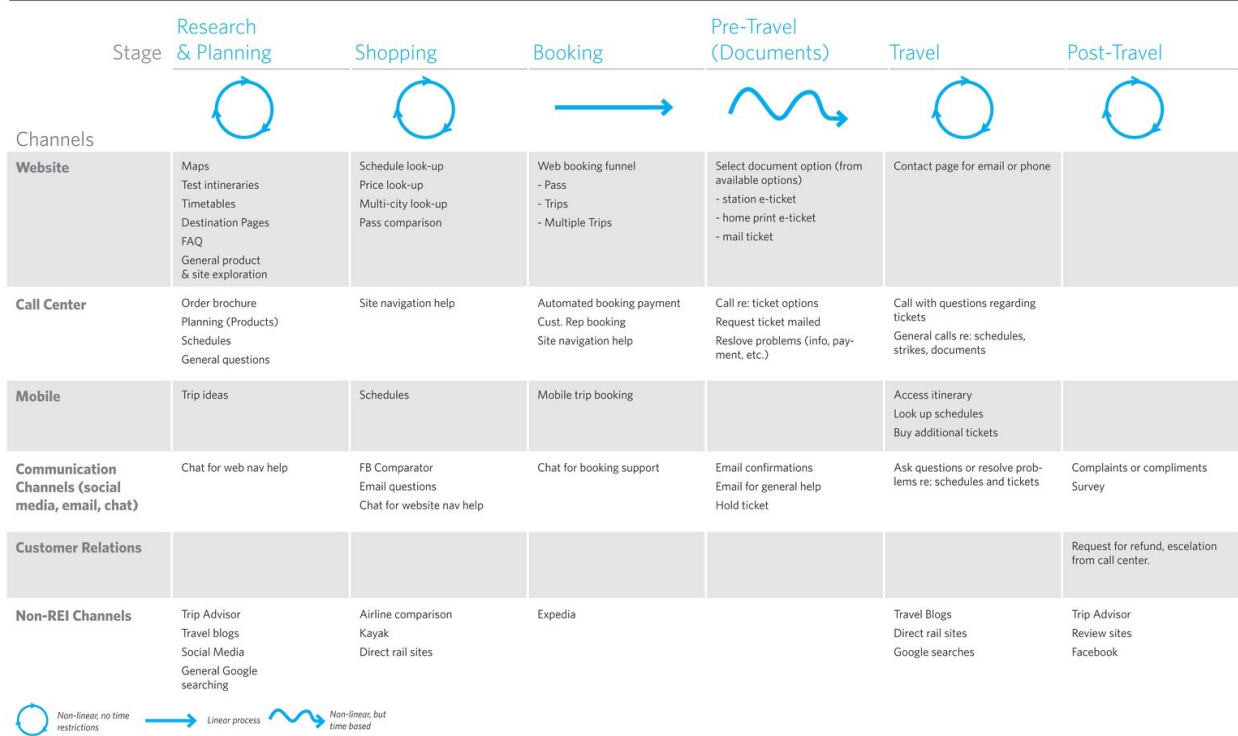 Stage
Research
& Planning
Shopping
Booking
Pre-Travel
(Documents)
Travel
Post-Travel
Channels
Website
Maps
Test intineraries
Timetables
Destination Pages
FAQ
General product
& site exploration
Schedule look-up
Price look-up
Multi-city look-up
Pass comparison
Web booking funnel
- Pass
- Trips
- Multiple Trips
Select document option (from
available options)
- station e-ticket
- home print e-ticket
- mail ticket
Contact page for email or phone
Call Center
Order brochure
Planning (Products)
Schedules
General questions
Site navigation help
Automated booking payment
Cust. Rep booking
Site navigation help
Call re: ticket options
Request ticket mailed
Reslove problems (info, pay-
ment, etc.)
Call with questions regarding
tickets
General calls re: schedules,
strikes, documents
Mobile
Trip ideas
Schedules
Mobile trip booking
Access itinerary
Look up schedules
Buy additional tickets
Communication
Channels (social
media, email, chat)
Chat for web nav help
FB Comparator
Email questions
Chat for website nav help
Chat for booking support
Email confirmations
Email for general help
Hold ticket
Ask questions or resolve prob-
lems re: schedules and tickets
Complaints or compliments
Survey
Customer Relations
Request for refund, escelation
from call center.
Non-REI Channels
Trip Advisor
Travel blogs
Social Media
General Google
searching
Airline comparison
Kayak
Direct rail sites
Expedia
Travel Blogs
Direct rail sites
Google searches
Trip Advisor
Review sites
Facebook
Non-linear, no time
restrictions
Linear process
Non-linear, but
time based